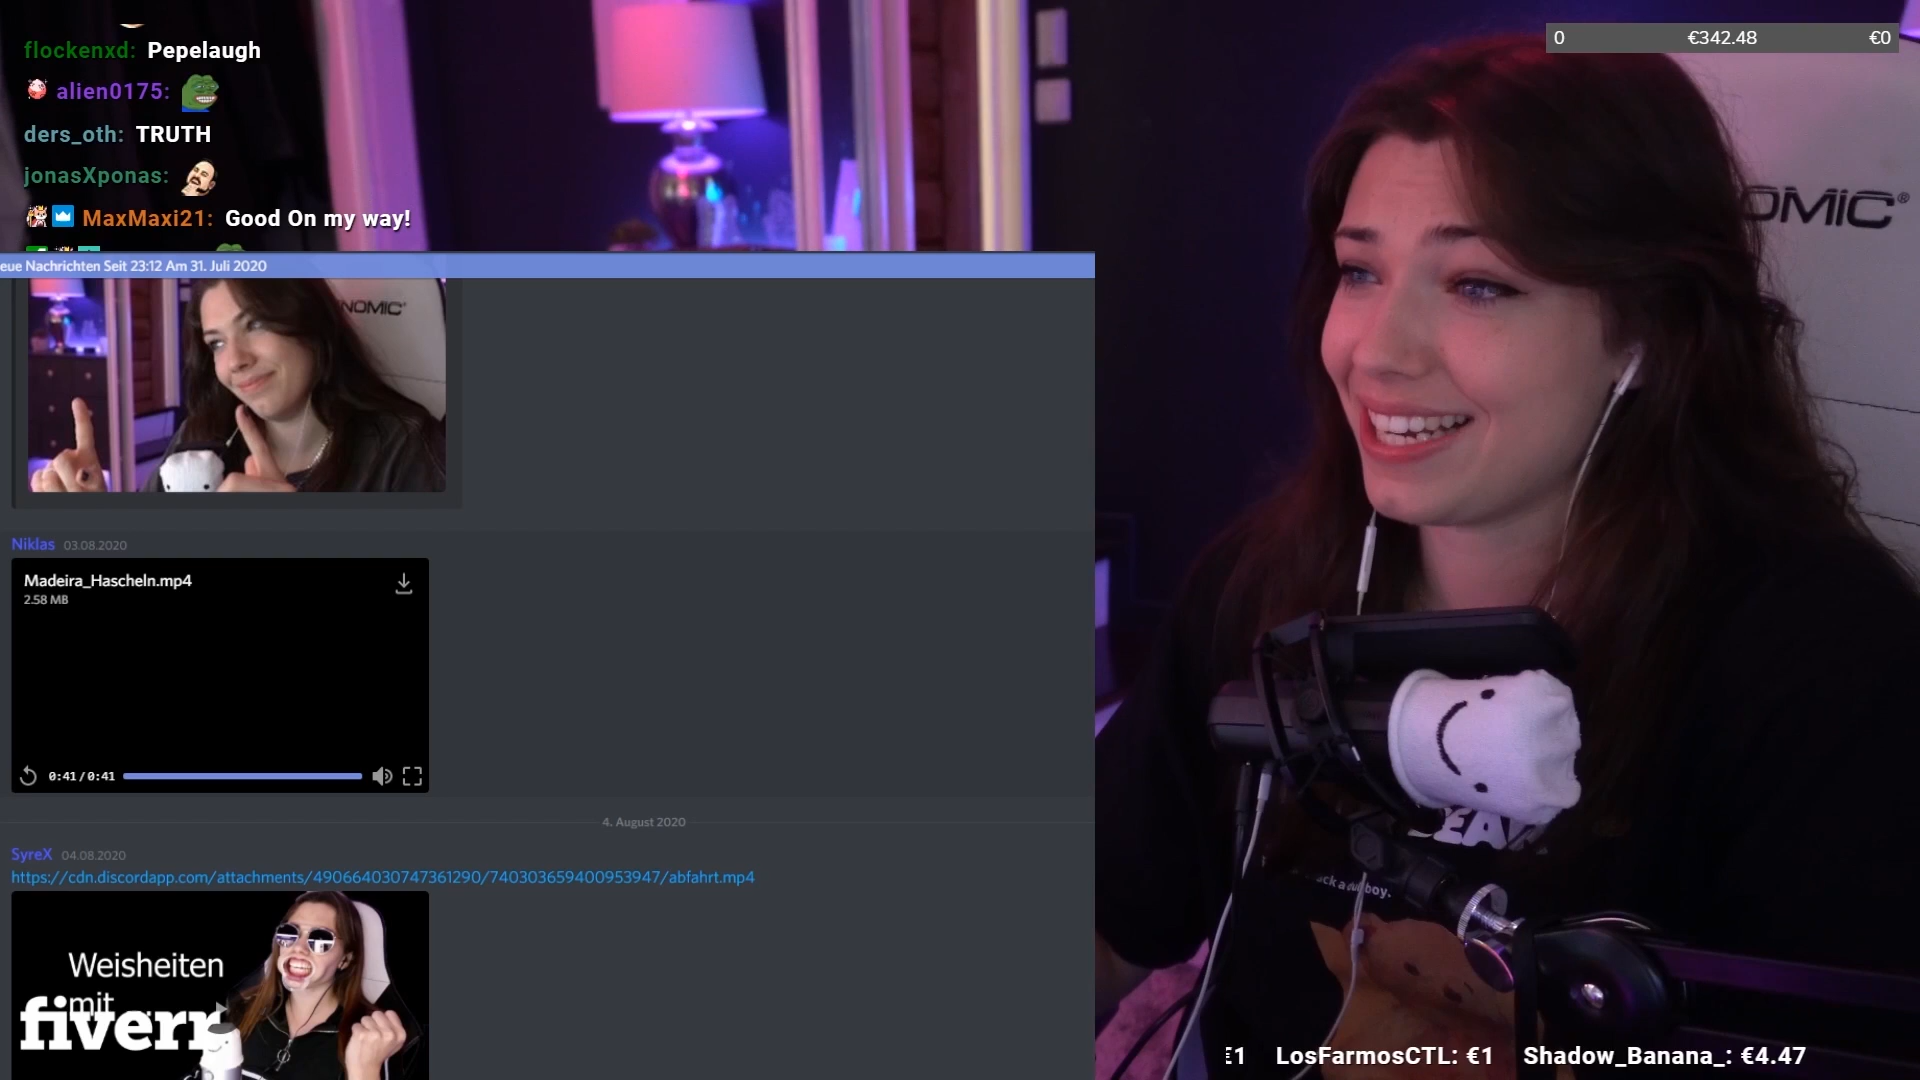 flockenxd: Pepelaugh
alien0175:
ders_oth: TRUTH
jonasXponas:
MaxMaxi21: Good On my way!
eue Nachrichten Seit 23:12 Am 31. Juli 2020
NOMIC®
Niklas 03.08.2020
Madeira_Hascheln.mp4
2.58 MB
0:41/0:41
4. August 2020
SyreX 04.08.2020
https://cdn.discordapp.com/attachments/490664030747361290/740303659400953947/abfahrt.mp4
Weisheiten
mit
fiverr
0 €342.48 €0
OMIC®
boy.
€1 LosFarmosCTL: €1 Shadow_Banana_: €4.47